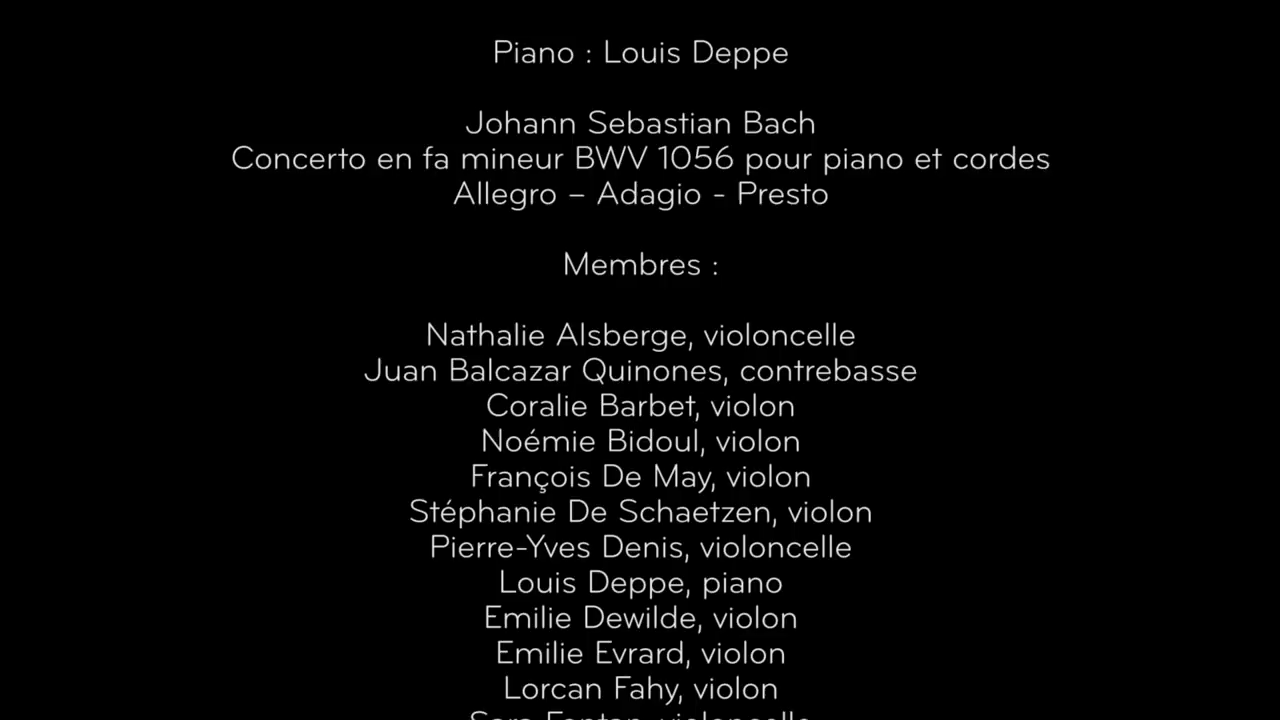 Piano : Louis Deppe
Johann Sebastian Bach
Concerto en fa mineur BWV 1056 pour piano et cordes
Allegro – Adagio - Presto
Membres :
Nathalie Alsberge, violoncelle
Juan Balcazar Quinones, contrebasse
Coralie Barbet, violon
Noémie Bidoul, violon
François De May, violon
Stéphanie De Schaetzen, violon
Pierre-Yves Denis, violoncelle
Louis Deppe, piano
Emilie Dewilde, violon
Emilie Evrard, violon
Lorcan Fahy, violon